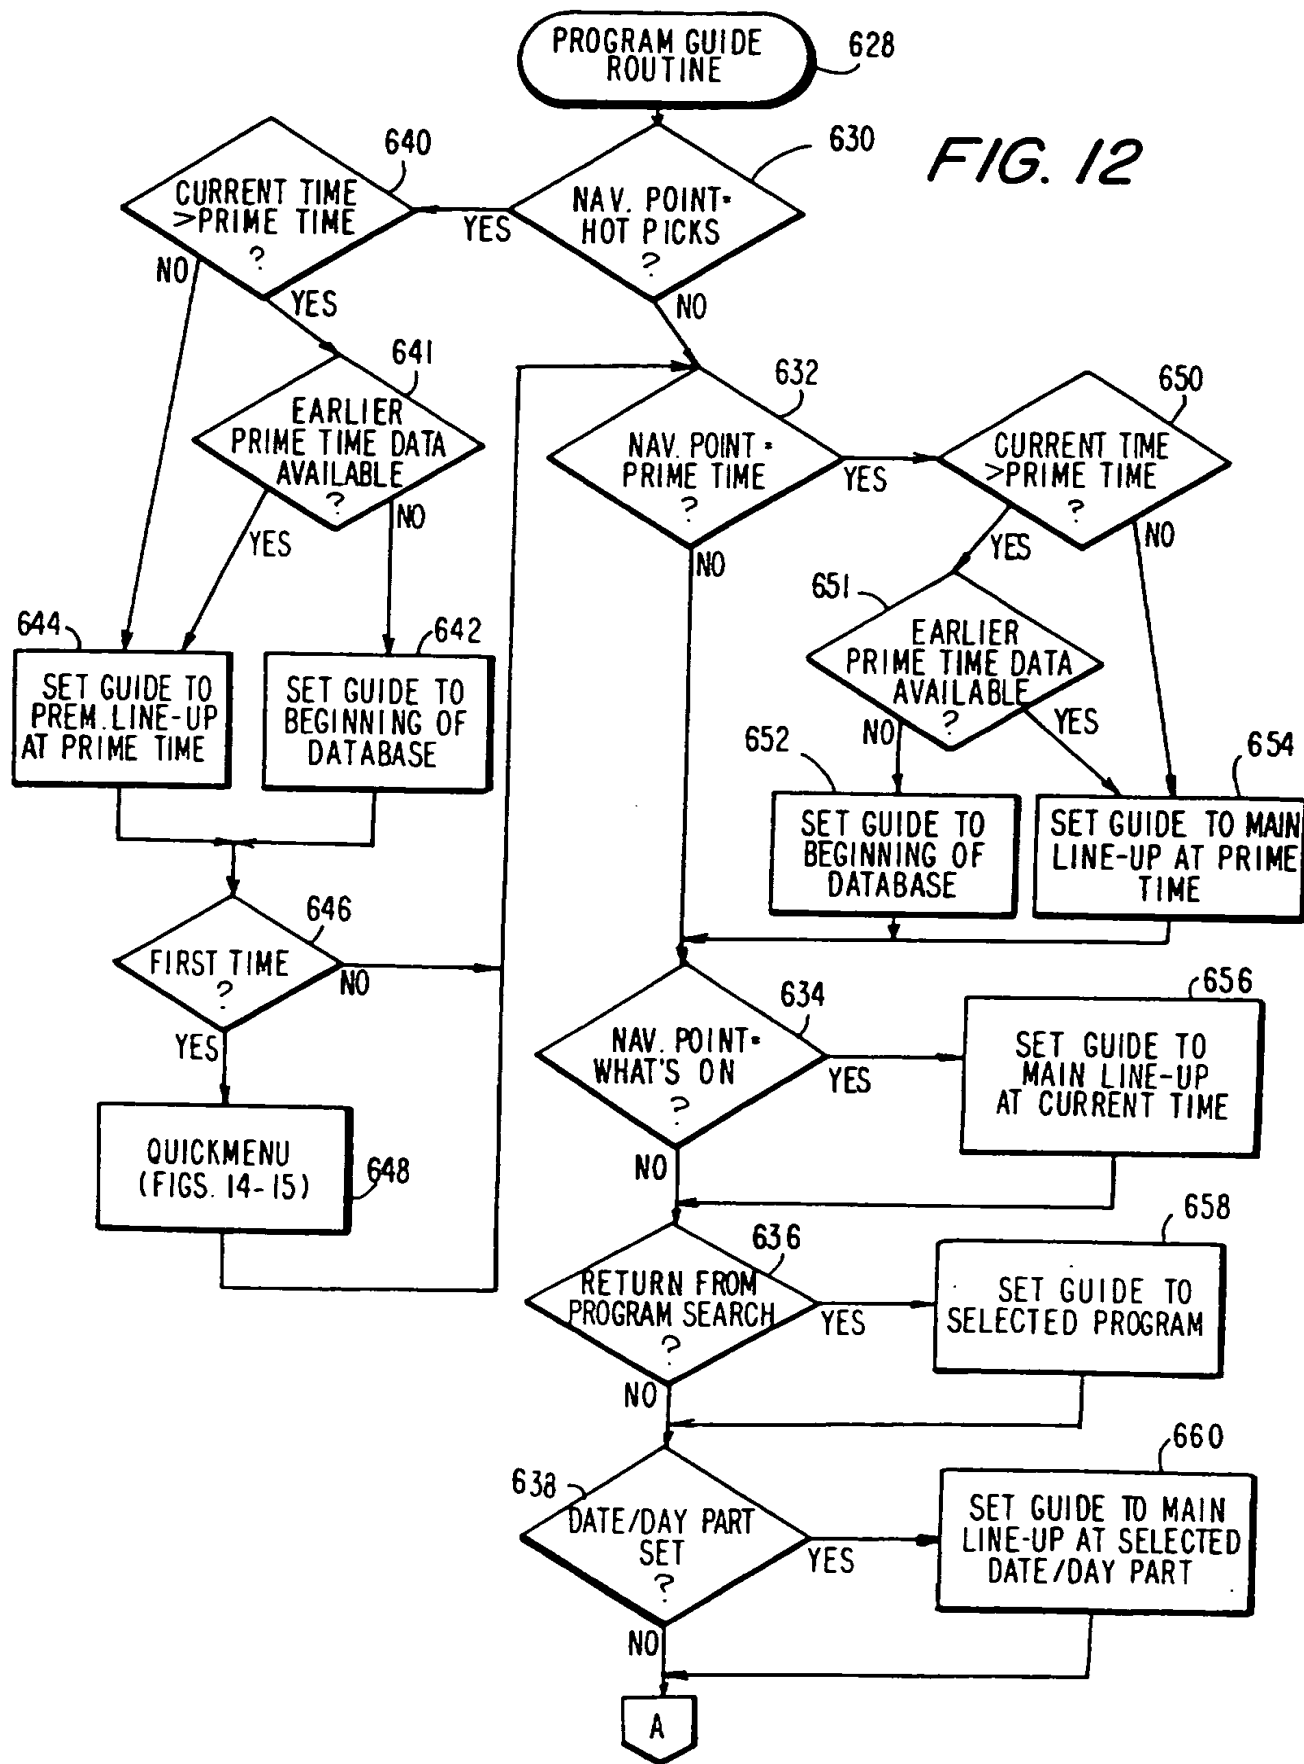 PROGRAM GUIDE
ROUTINE
628
FIG. 12
640
CURRENT TIME
>PRIME TIME
?
NO
YES
630
NAV. POINT=
HOT PICKS
?
YES
NO
641
EARLIER
PRIME TIME DATA
AVAILABLE
?
YES
NO
632
NAV. POINT =
PRIME TIME
?
YES
NO
650
CURRENT TIME
>PRIME TIME
?
YES
NO
651
EARLIER
PRIME TIME DATA
AVAILABLE
?
NO
YES
644
SET GUIDE TO
PREM. LINE-UP
AT PRIME TIME
642
SET GUIDE TO
BEGINNING OF
DATABASE
652
SET GUIDE TO
BEGINNING OF
DATABASE
654
SET GUIDE TO MAIN
LINE-UP AT PRIME
TIME
646
FIRST TIME
?
NO
YES
QUICKMENU
(FIGS. 14-15)
648
634
NAV. POINT=
WHAT'S ON
?
YES
NO
656
SET GUIDE TO
MAIN LINE-UP
AT CURRENT TIME
636
RETURN FROM
PROGRAM SEARCH
?
YES
NO
658
SET GUIDE TO
SELECTED PROGRAM
638
DATE/DAY PART
SET
?
YES
NO
660
SET GUIDE TO MAIN
LINE-UP AT SELECTED
DATE/DAY PART
A